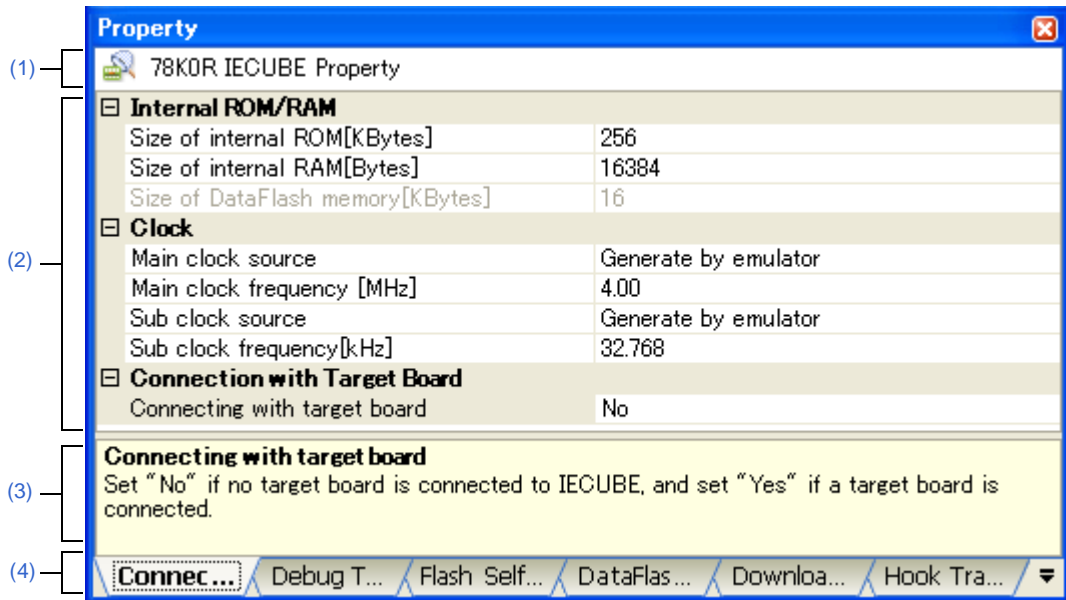 Property
(1)
78K0R IECUBE Property
(2)
Internal ROM/RAM
Size of internal ROM[KBytes] 256
Size of internal RAM[Bytes] 16384
Size of DataFlash memory[KBytes] 16
Clock
Main clock source Generate by emulator
Main clock frequency [MHz] 4.00
Sub clock source Generate by emulator
Sub clock frequency[kHz] 32.768
Connection with Target Board
Connecting with target board No
(3)
Connecting with target board
Set "No" if no target board is connected to IECUBE, and set "Yes" if a target board is
connected.
(4)
Connec... Debug T... Flash Self... DataFlas... Downloa... Hook Tra...